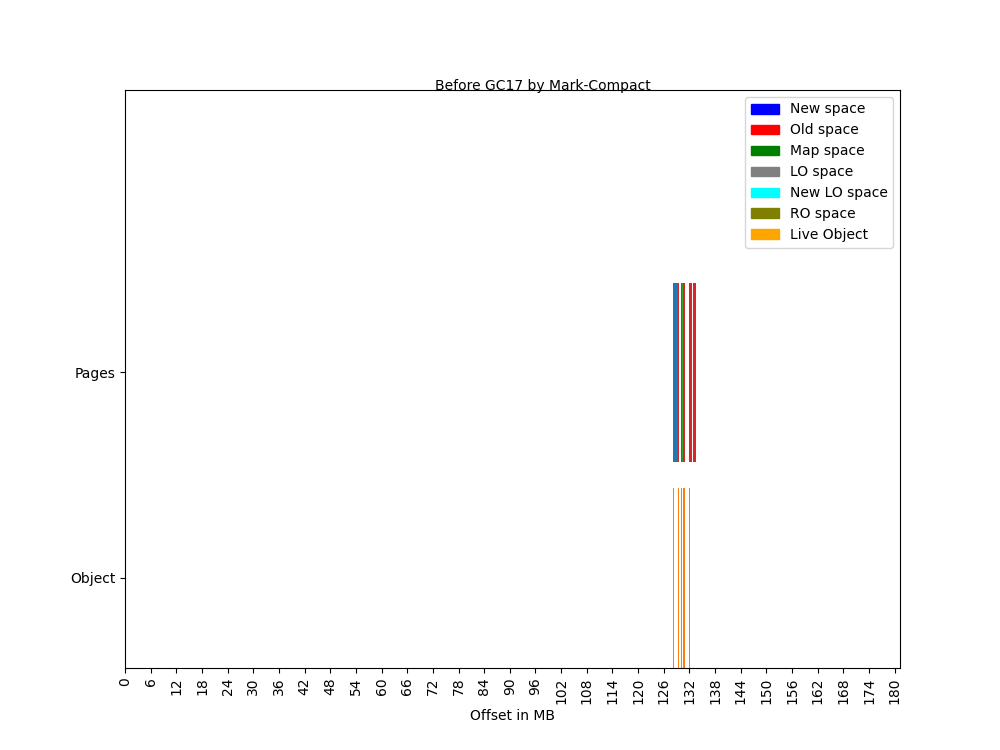 Before GC17 by Mark-Compact
New space
Old space
Map space
LO space
New LO space
RO space
Live Object
Pages
Object
0 6 12 18 24 30 36 42 48 54 60 66 72 78 84 90 96 102 108 114 120 126 132 138 144 150 156 162 168 174 180
Offset in MB